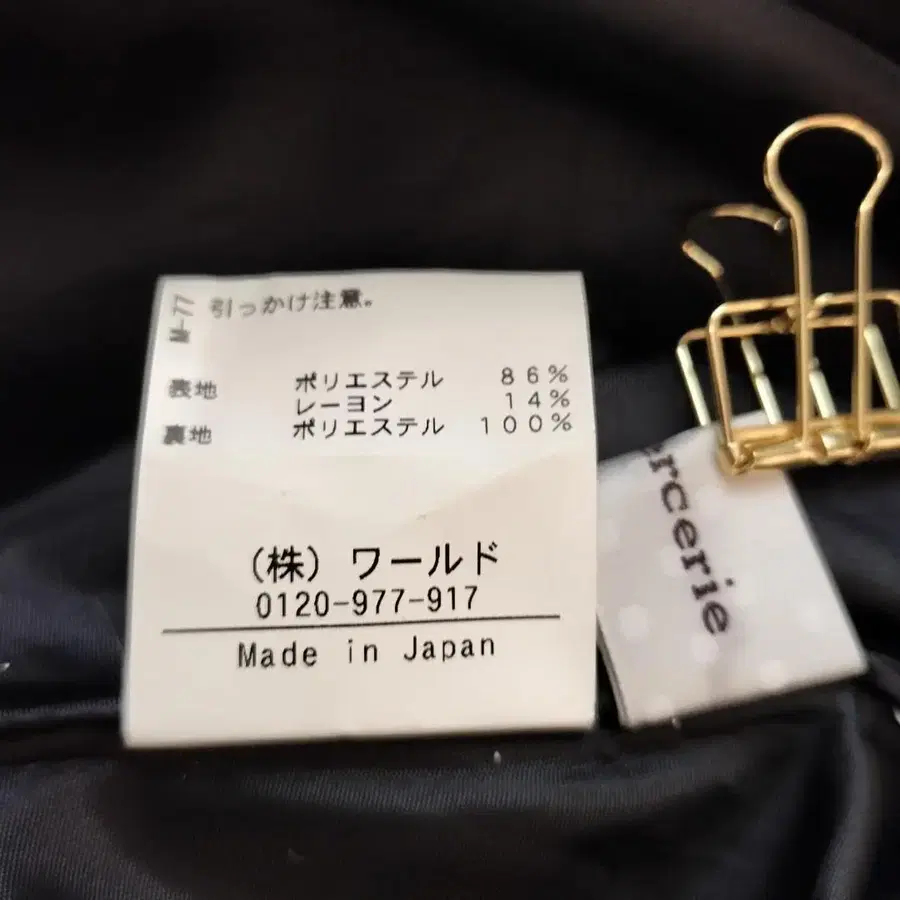 M-77
引っかけ注意。
表地 ポリエステル 86%
レーヨン 14%
裏地 ポリエステル 100%
(株) ワールド
0120-977-917
Made in Japan
rcerie